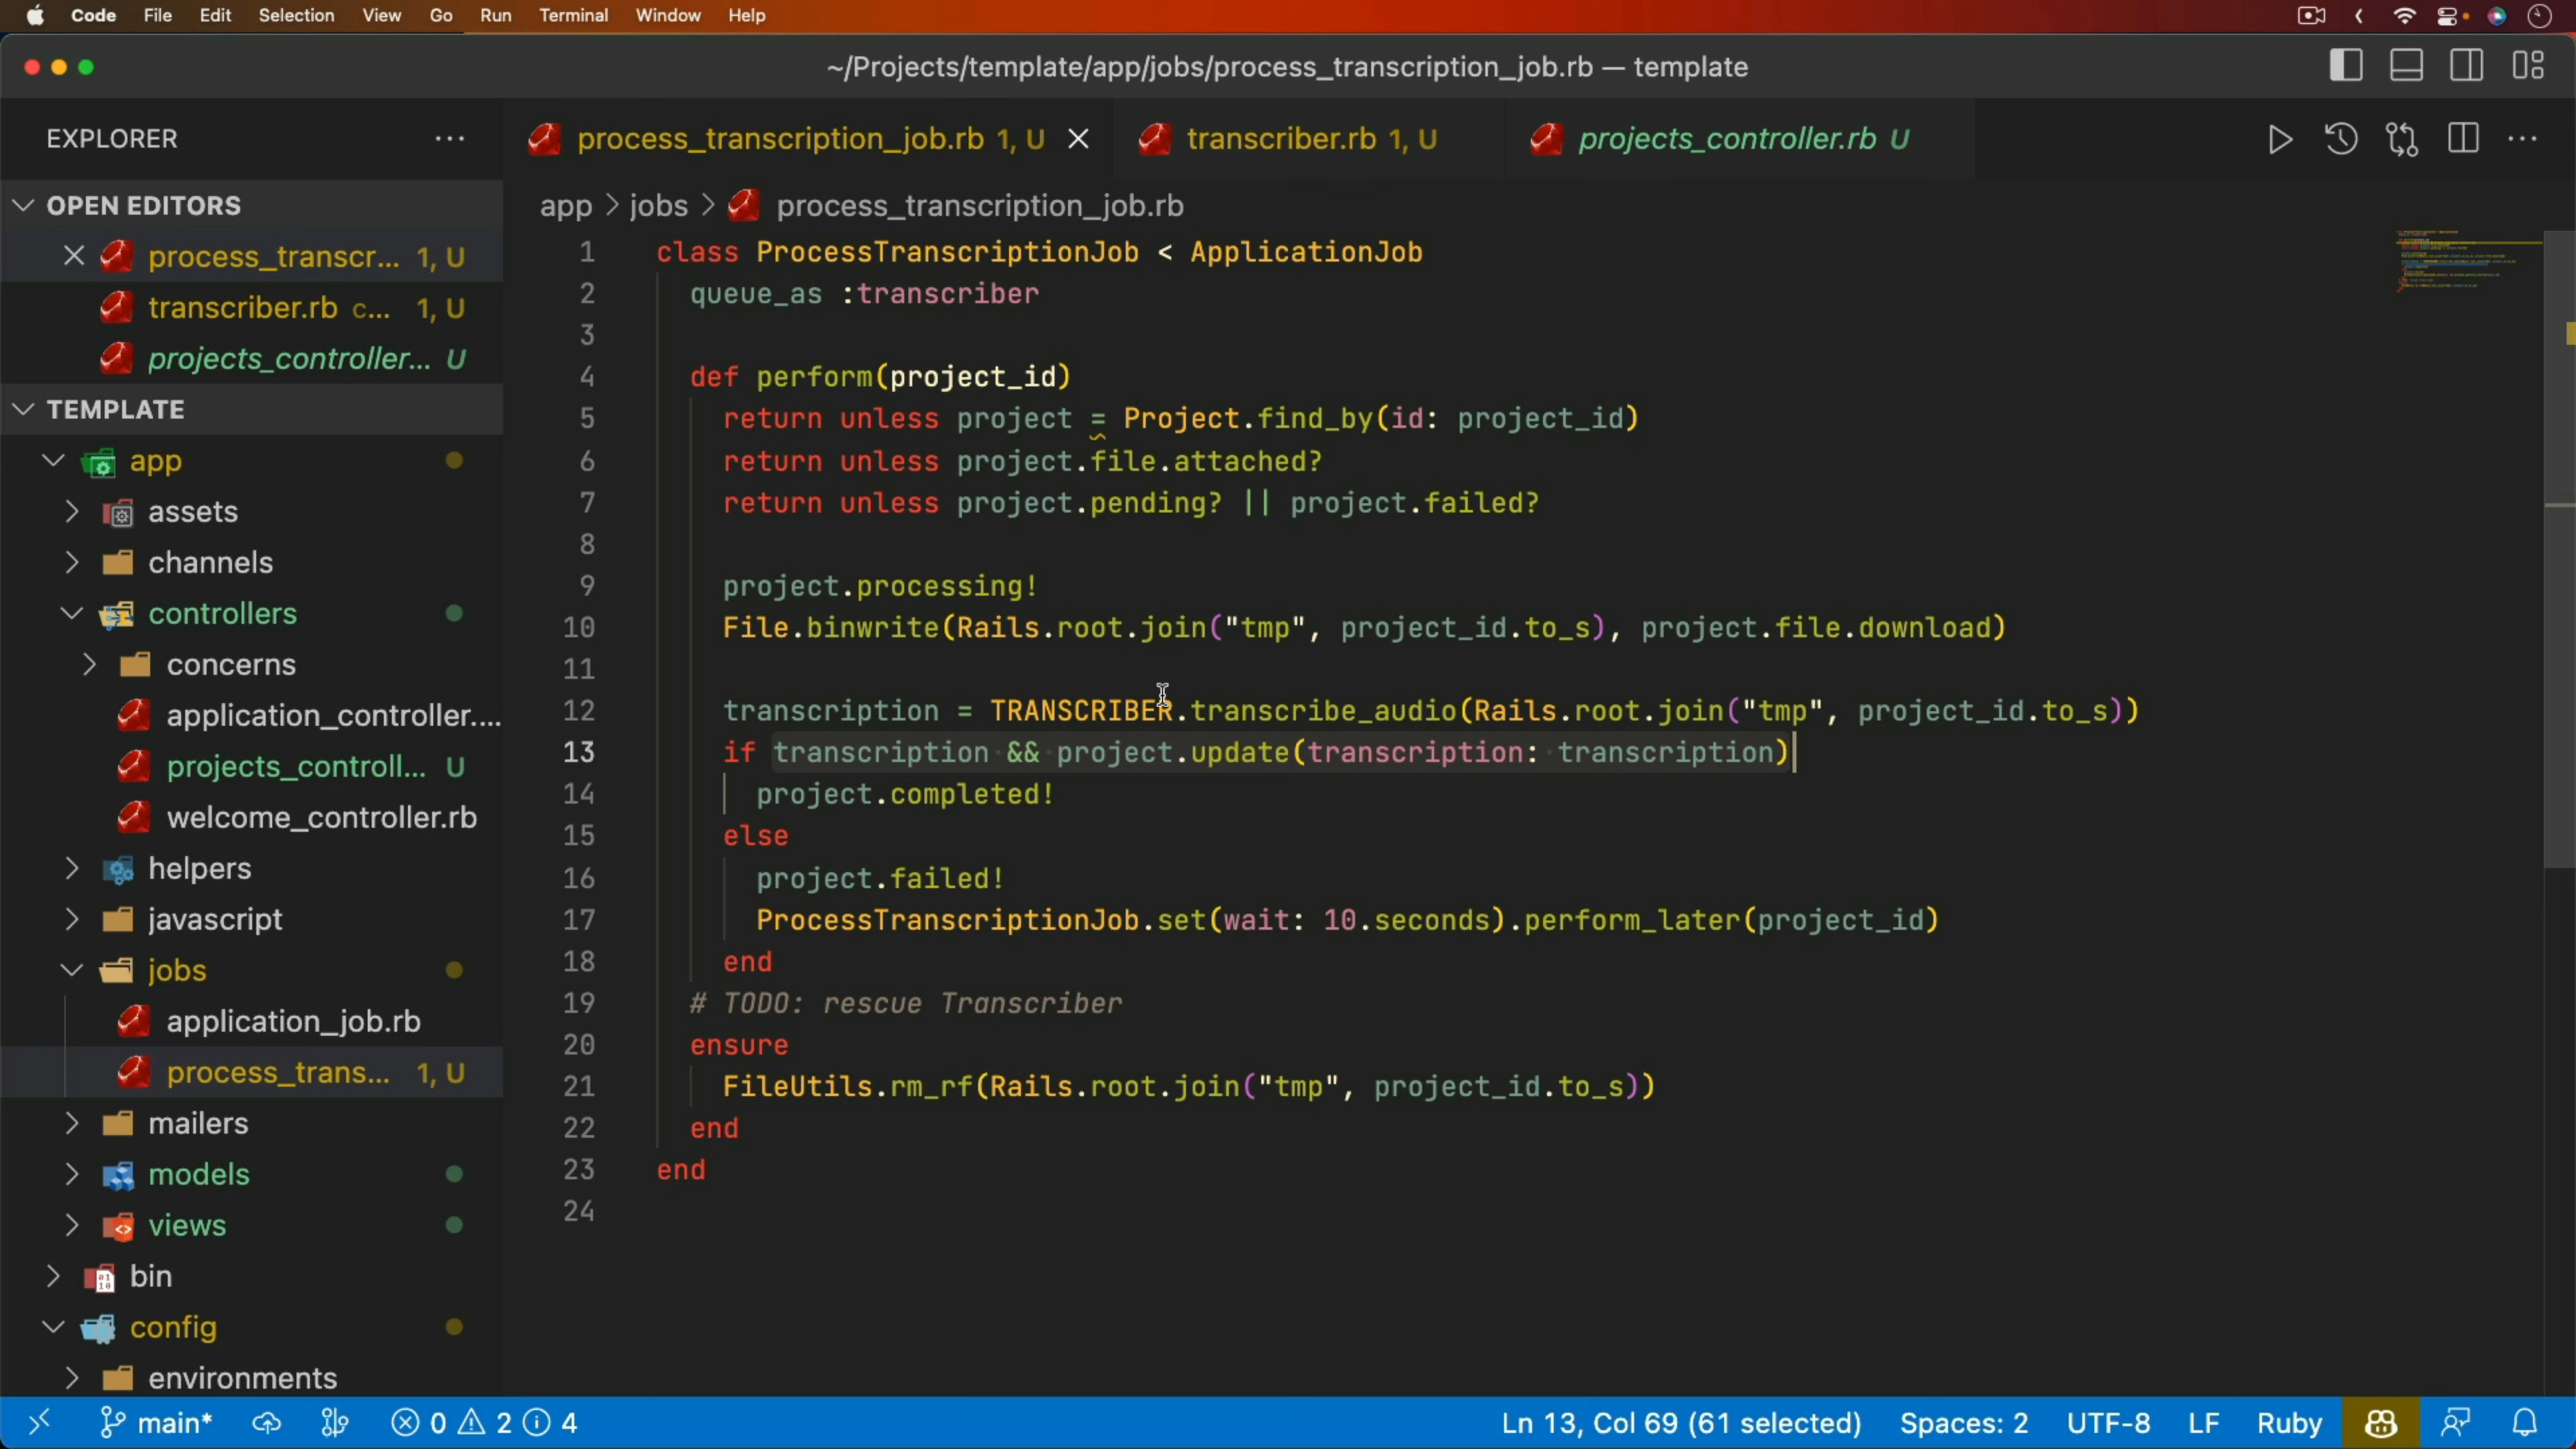 Code File Edit Selection View Go Run Terminal Window Help
~/Projects/template/app/jobs/process_transcription_job.rb — template
EXPLORER
process_transcription_job.rb 1, U
transcriber.rb 1, U
projects_controller.rb U
OPEN EDITORS
process_transcr... 1, U
transcriber.rb c... 1, U
projects_controller... U
TEMPLATE
app
assets
channels
controllers
concerns
application_controller....
projects_controll... U
welcome_controller.rb
helpers
javascript
jobs
application_job.rb
process_trans... 1, U
mailers
models
views
bin
config
environments
app > jobs > process_transcription_job.rb
1 class ProcessTranscriptionJob < ApplicationJob
2 queue_as :transcriber
3
4 def perform(project_id)
5 return unless project = Project.find_by(id: project_id)
6 return unless project.file.attached?
7 return unless project.pending? || project.failed?
8
9 project.processing!
10 File.binwrite(Rails.root.join("tmp", project_id.to_s), project.file.download)
11
12 transcription = TRANSCRIBER.transcribe_audio(Rails.root.join("tmp", project_id.to_s))
13 if transcription && project.update(transcription: transcription)
14 project.completed!
15 else
16 project.failed!
17 ProcessTranscriptionJob.set(wait: 10.seconds).perform_later(project_id)
18 end
19 # TODO: rescue Transcriber
20 ensure
21 FileUtils.rm_rf(Rails.root.join("tmp", project_id.to_s))
22 end
23 end
24
main* 0 2 4 Ln 13, Col 69 (61 selected) Spaces: 2 UTF-8 LF Ruby